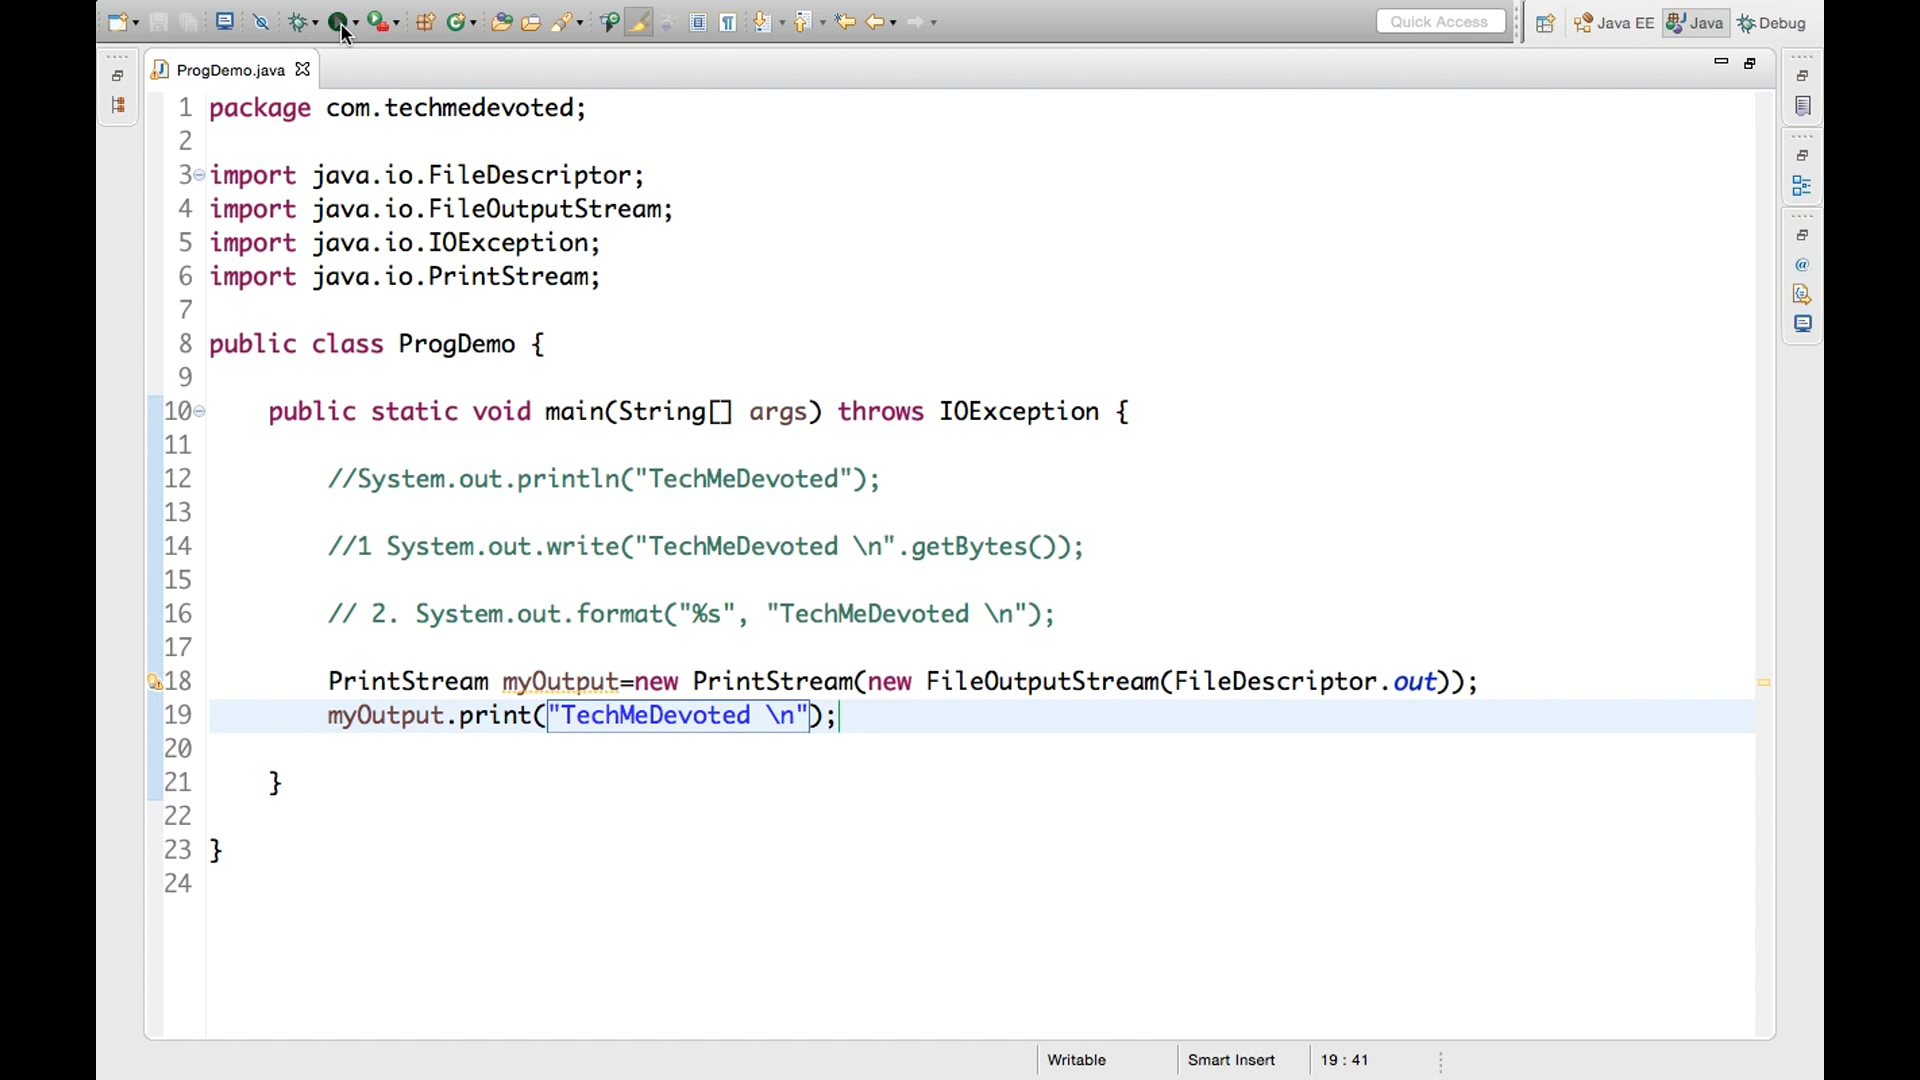 Quick Access
Java EE
Java
Debug
ProgDemo.java
1 package com.techmedevoted;
2
3 import java.io.FileDescriptor;
4 import java.io.FileOutputStream;
5 import java.io.IOException;
6 import java.io.PrintStream;
7
8 public class ProgDemo {
9
10 public static void main(String[] args) throws IOException {
11
12 //System.out.println("TechMeDevoted");
13
14 //1 System.out.write("TechMeDevoted \n".getBytes());
15
16 // 2. System.out.format("%s", "TechMeDevoted \n");
17
18 PrintStream myOutput=new PrintStream(new FileOutputStream(FileDescriptor.out));
19 myOutput.print("TechMeDevoted \n");
20
21 }
22
23 }
24
Writable
Smart Insert
19 : 41